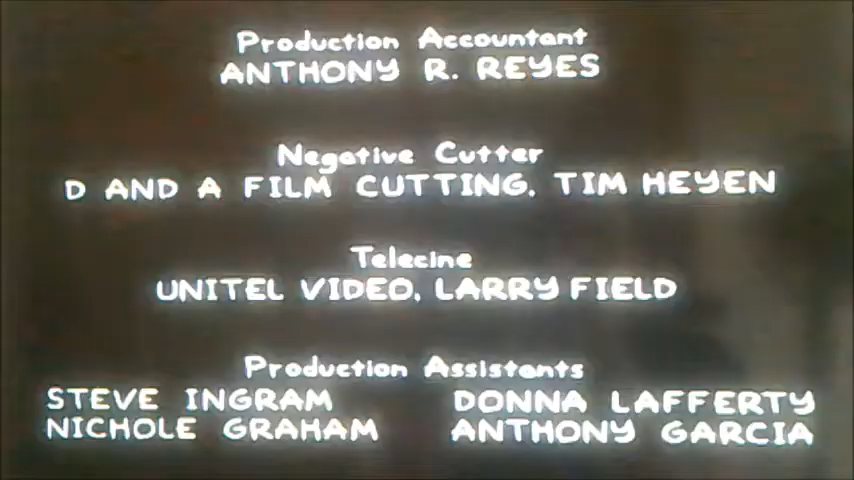 Production Accountant
ANTHONY R. REYES
Negative Cutter
D AND A FILM CUTTING, TIM HEYEN
Telecine
UNITEL VIDEO, LARRY FIELD
Production Assistants
STEVE INGRAM DONNA LAFFERTY
NICHOLE GRAHAM ANTHONY GARCIA